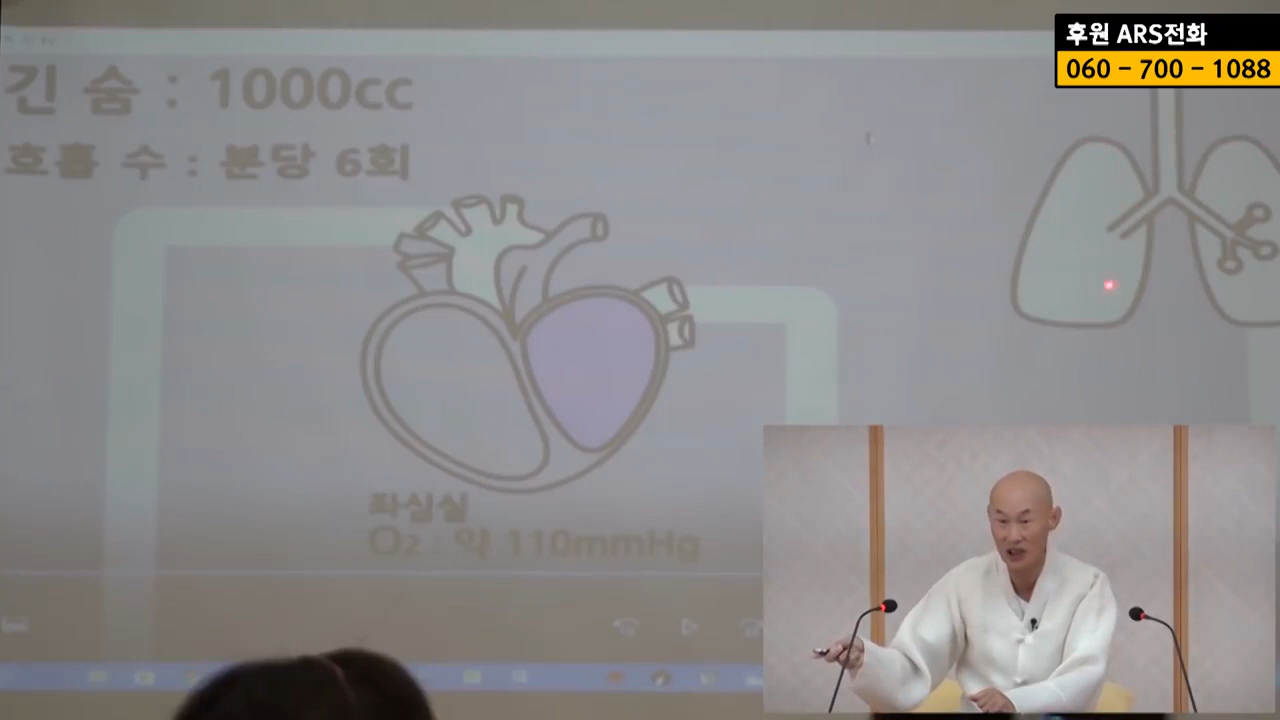 후원 ARS전화
060 - 700 - 1088
긴 숨 : 1000cc
호흡 수 : 분당 6회
좌심실
O₂ : 약 110mmHg